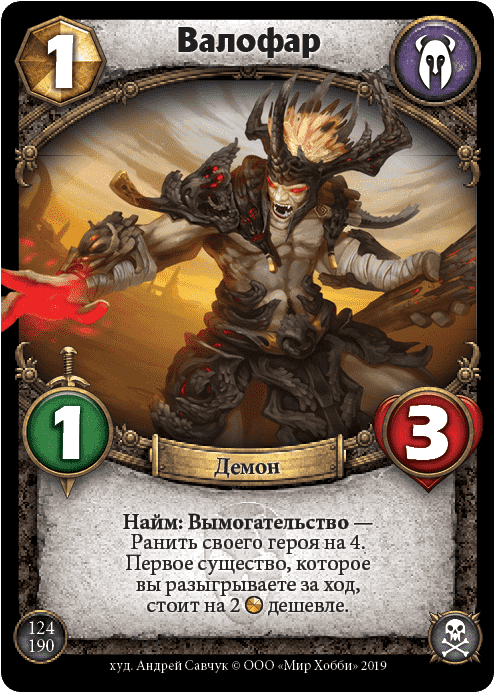 1
Валофар
1
3
Демон
Найм: Вымогательство —
Ранить своего героя на 4.
Первое существо, которое
вы разыгрываете за ход,
стоит на 2 дешевле.
124
190
худ. Андрей Савчук © ООО «Мир Хобби» 2019